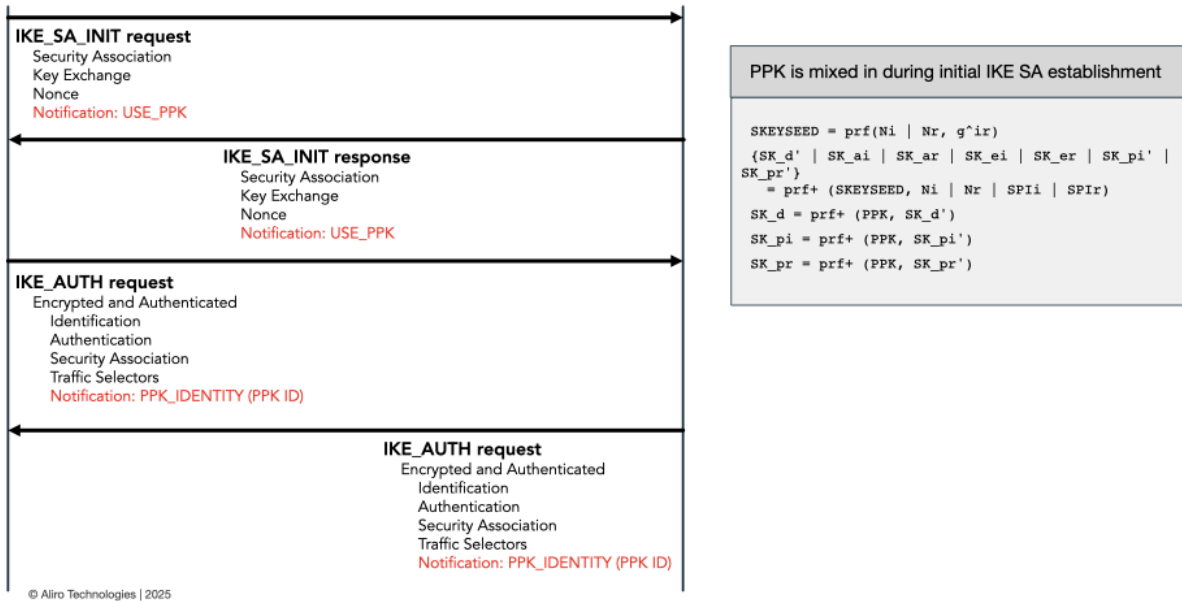 IKE_SA_INIT request
Security Association
Key Exchange
Nonce
Notification: USE_PPK
IKE_SA_INIT response
Security Association
Key Exchange
Nonce
Notification: USE_PPK
IKE_AUTH request
Encrypted and Authenticated
Identification
Authentication
Security Association
Traffic Selectors
Notification: PPK_IDENTITY (PPK ID)
IKE_AUTH request
Encrypted and Authenticated
Identification
Authentication
Security Association
Traffic Selectors
Notification: PPK_IDENTITY (PPK ID)
© Aliro Technologies | 2025
PPK is mixed in during initial IKE SA establishment
SKEYSEED = prf(Ni | Nr, g^ir)
{SK_d' | SK_ai | SK_ar | SK_ei | SK_er | SK_pi' |
SK_pr'}
= prf+ (SKEYSEED, Ni | Nr | SPIi | SPIr)
SK_d = prf+ (PPK, SK_d')
SK_pi = prf+ (PPK, SK_pi')
SK_pr = prf+ (PPK, SK_pr')